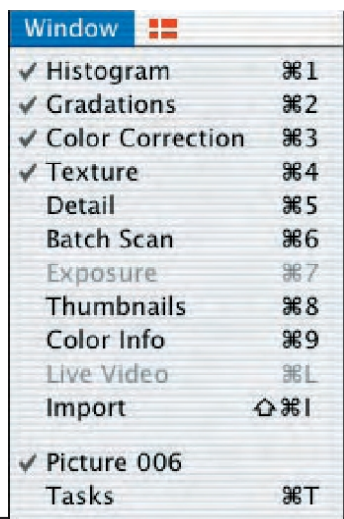 Window
✓ Histogram ⌘1
✓ Gradations ⌘2
✓ Color Correction ⌘3
✓ Texture ⌘4
Detail ⌘5
Batch Scan ⌘6
Exposure ⌘7
Thumbnails ⌘8
Color Info ⌘9
Live Video ⌘L
Import ⇧⌘I
✓ Picture 006
Tasks ⌘T